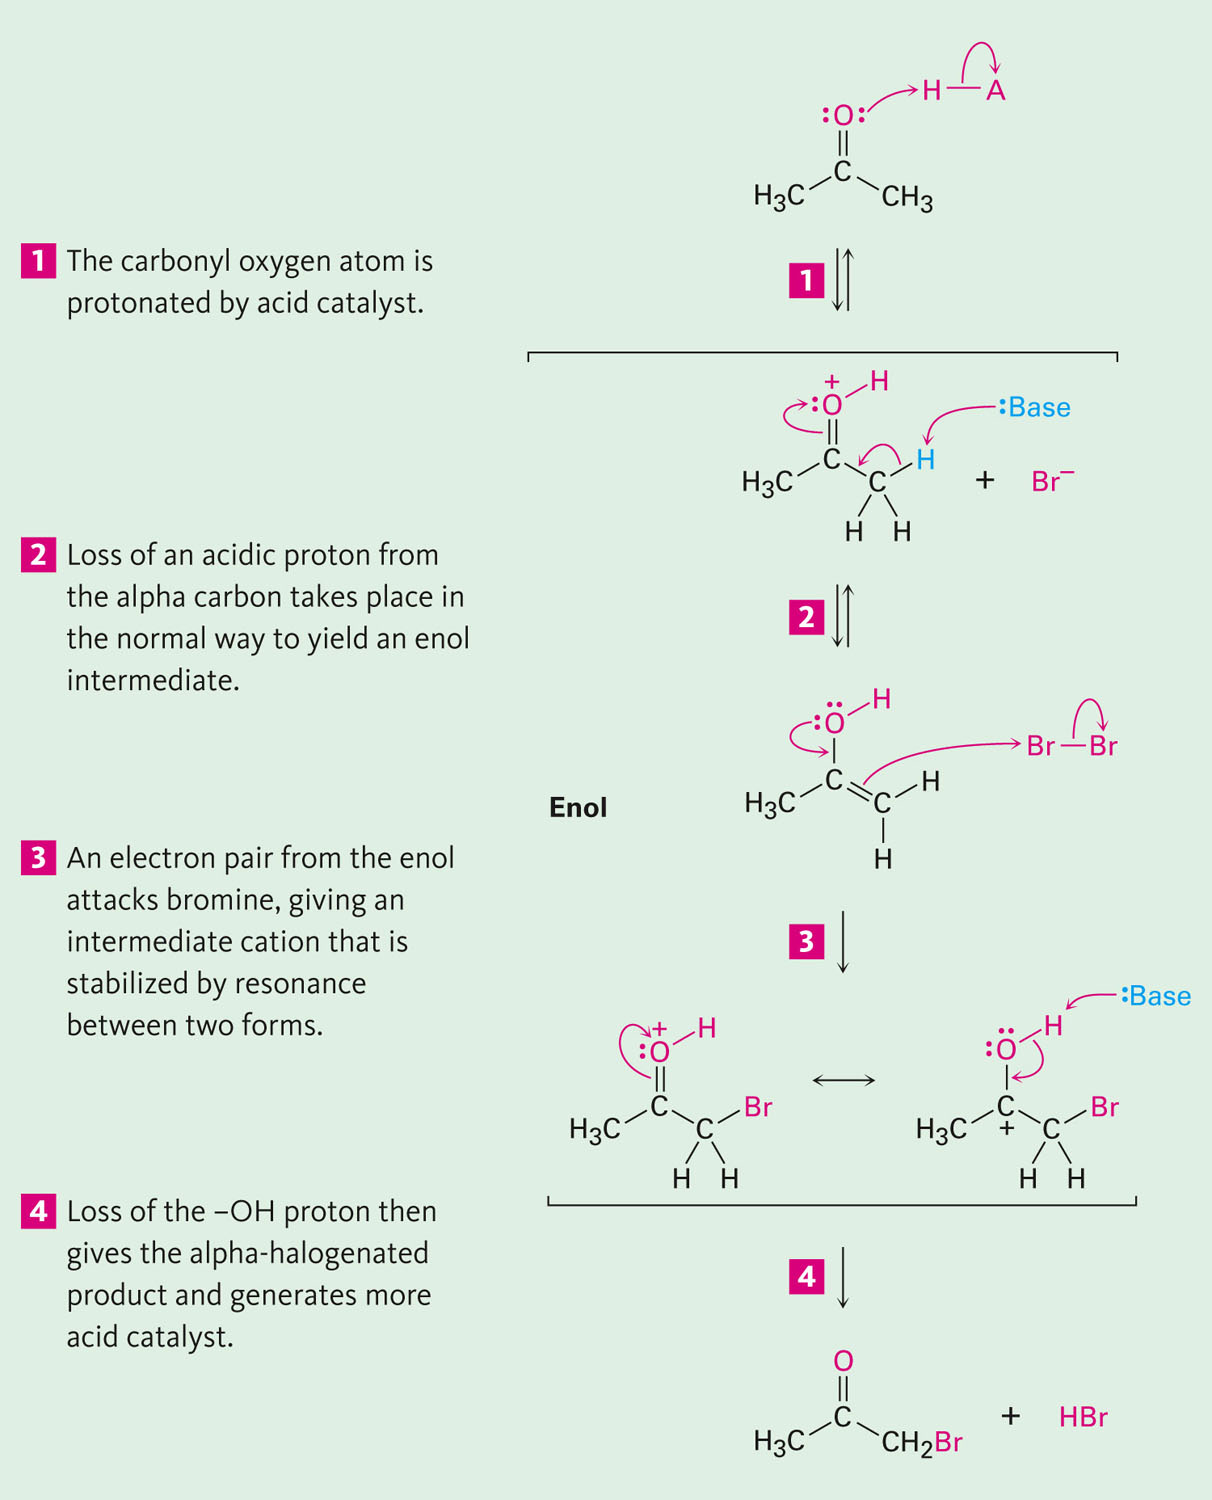 H—A
:O:
C
H₃C CH₃
1 The carbonyl oxygen atom is
protonated by acid catalyst.
1
+ H
:O :Base
C H
H₃C C + Br⁻
H H
2 Loss of an acidic proton from
the alpha carbon takes place in
the normal way to yield an enol
intermediate.
2
H
:O Br—Br
C H
H₃C C
Enol
H
3 An electron pair from the enol
attacks bromine, giving an
intermediate cation that is
stabilized by resonance
between two forms.
3
:Base
+ H H
:O :O
C Br C Br
H₃C C H₃C + C
H H H H
4 Loss of the –OH proton then
gives the alpha-halogenated
product and generates more
acid catalyst.
4
O
C + HBr
H₃C CH₂Br